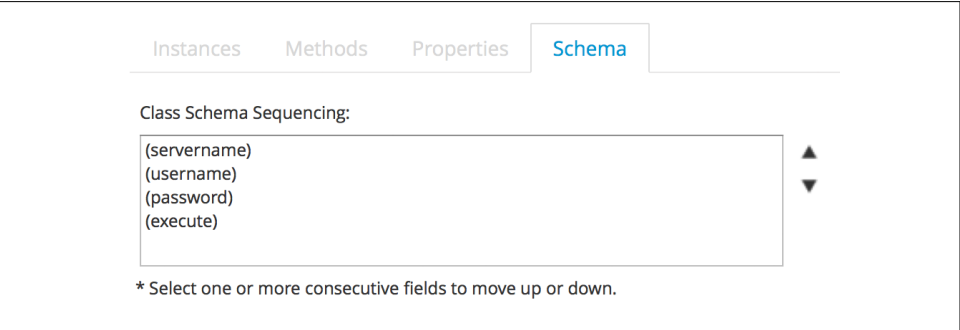 Instances Methods Properties Schema
Class Schema Sequencing:
(servername)
(username)
(password)
(execute)
* Select one or more consecutive fields to move up or down.